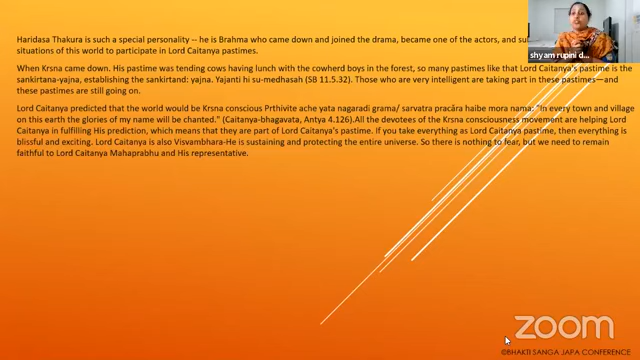 Haridasa Thakura is such a special personality -- he is Brahma who came down and joined the drama, became one of the actors, and su
situations of this world to participate in Lord Caitanya pastimes.
When Krsna came down. His pastime was tending cows having lunch with the cowherd boys in the forest, so many pastimes like that Lord Caitanya's pastime is the
sankirtana-yajna, establishing the sankirtand: yajna. Yajanti hi su-medhasah (SB 11.5.32). Those who are very intelligent are taking part in these pastimes—and
these pastimes are still going on.
Lord Caitanya predicted that the world would be Krsna conscious Prthivite ache yata nagaradi grama/ sarvatra pracāra haibe mora nama: "In every town and village
on this earth the glories of my name will be chanted." (Caitanya-bhagavata, Antya 4.126).All the devotees of the Krsna consciousness movement are helping Lord
Caitanya in fulfilling His prediction, which means that they are part of Lord Caitanya's pastime. If you take everything as Lord Caitanya pastime, then everything is
blissful and exciting. Lord Caitanya is also Visvambhara-He is sustaining and protecting the entire universe. So there is nothing to fear, but we need to remain
faithful to Lord Caitanya Mahaprabhu and His representative.
shyam rupini d...
zoom
©BHAKTI SANGA JAPA CONFERENCE